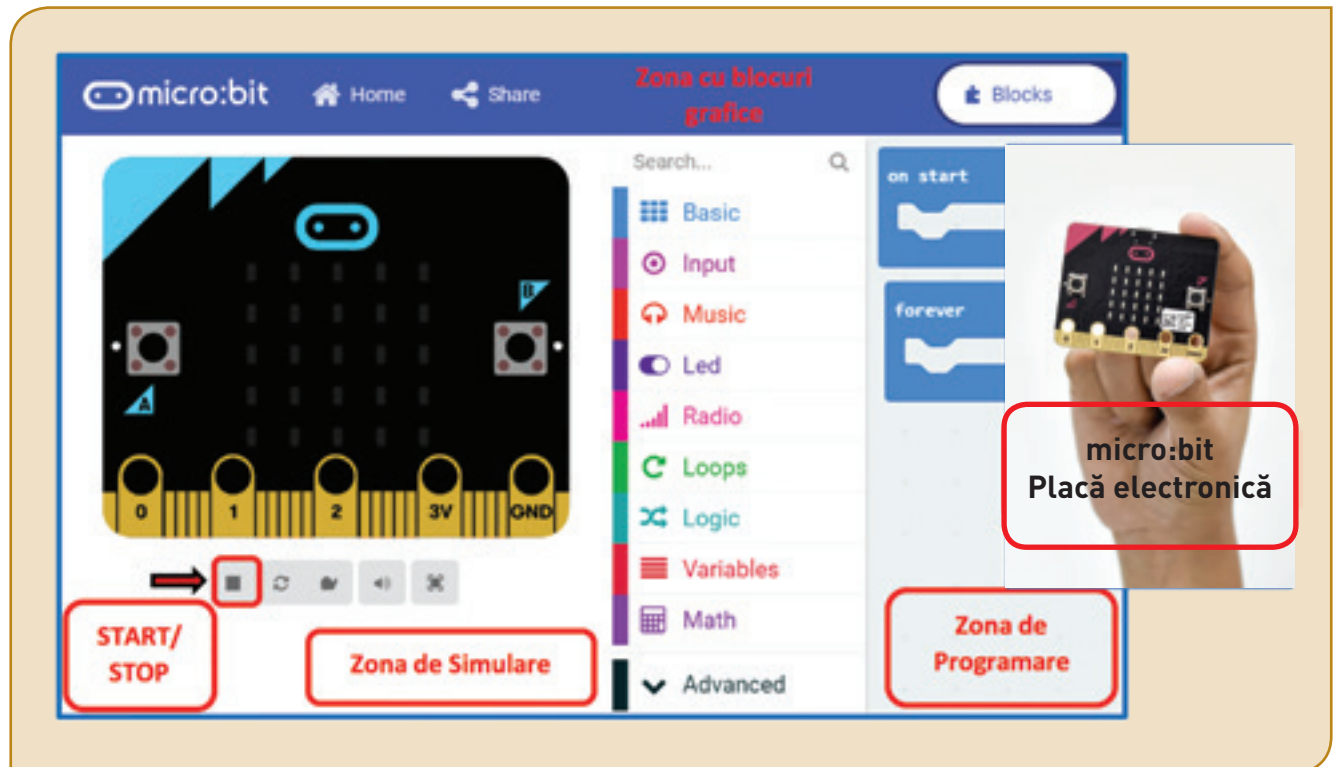 micro:bit Home Share
Zona cu blocuri
grafice
Blocks
Search...
Basic
Input
Music
Led
Radio
Loops
Logic
Variables
Math
Advanced
B
A
0 1 2 3V GND
START/
STOP
Zona de Simulare
on start
forever
Zona de
Programare
micro:bit
Placă electronică